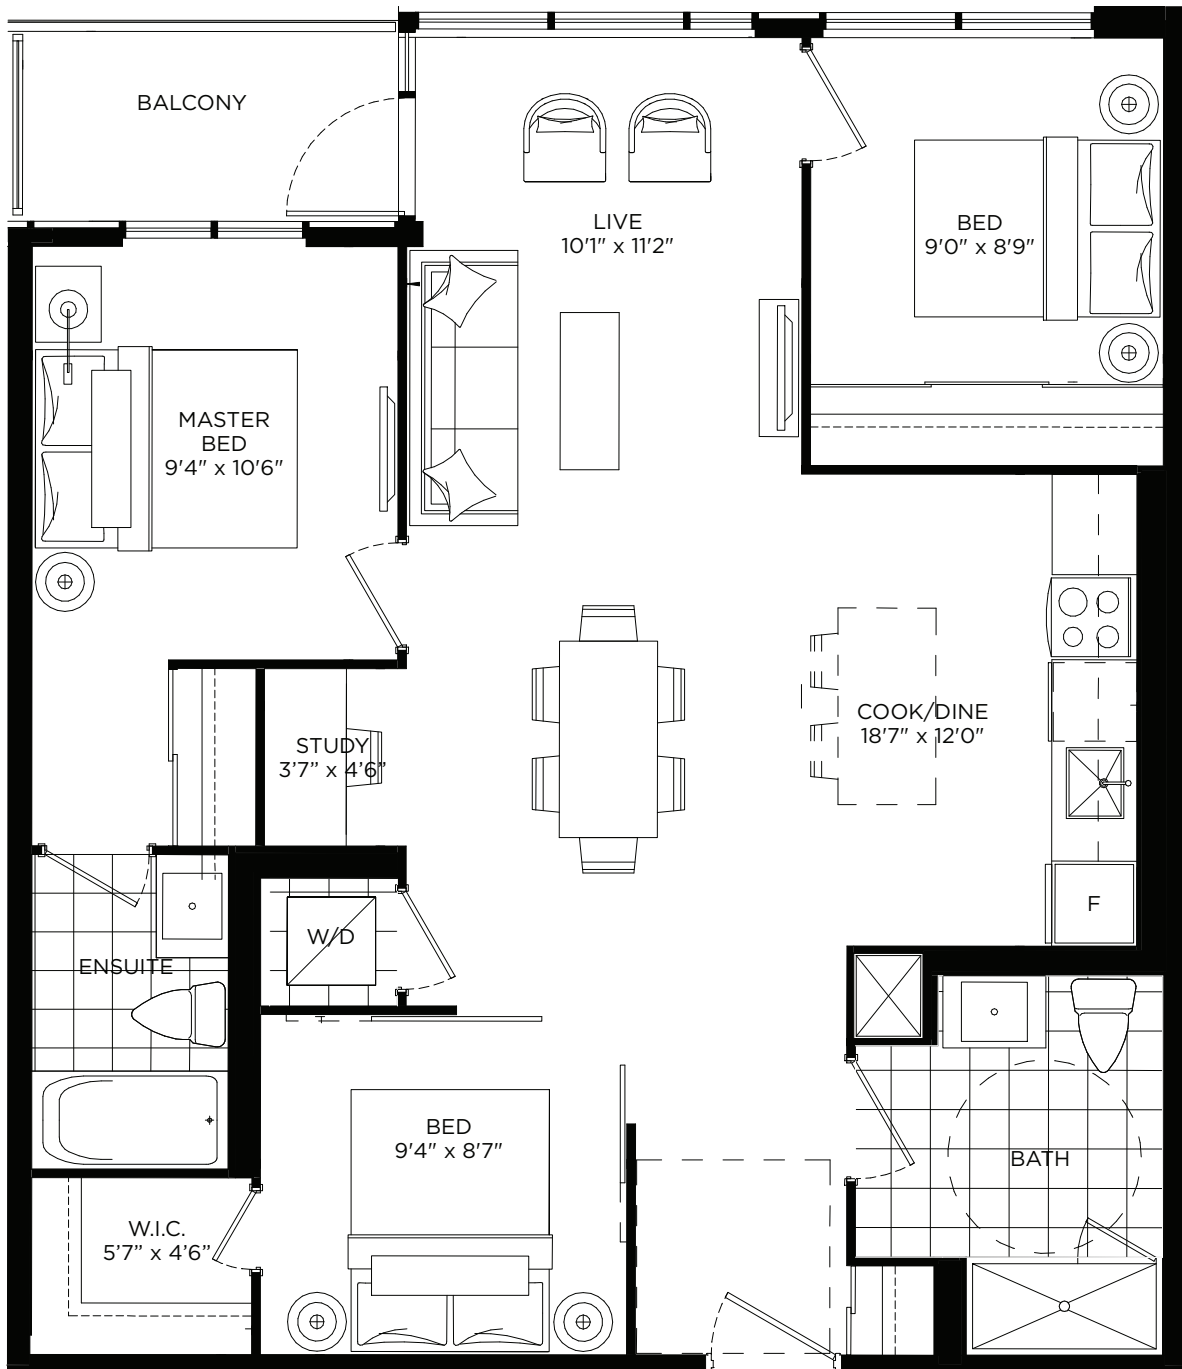 BALCONY
LIVE
10'1" x 11'2"
BED
9'0" x 8'9"
MASTER
BED
9'4" x 10'6"
STUDY
3'7" x 4'6"
COOK/DINE
18'7" x 12'0"
F
W/D
ENSUITE
BED
9'4" x 8'7"
BATH
W.I.C.
5'7" x 4'6"